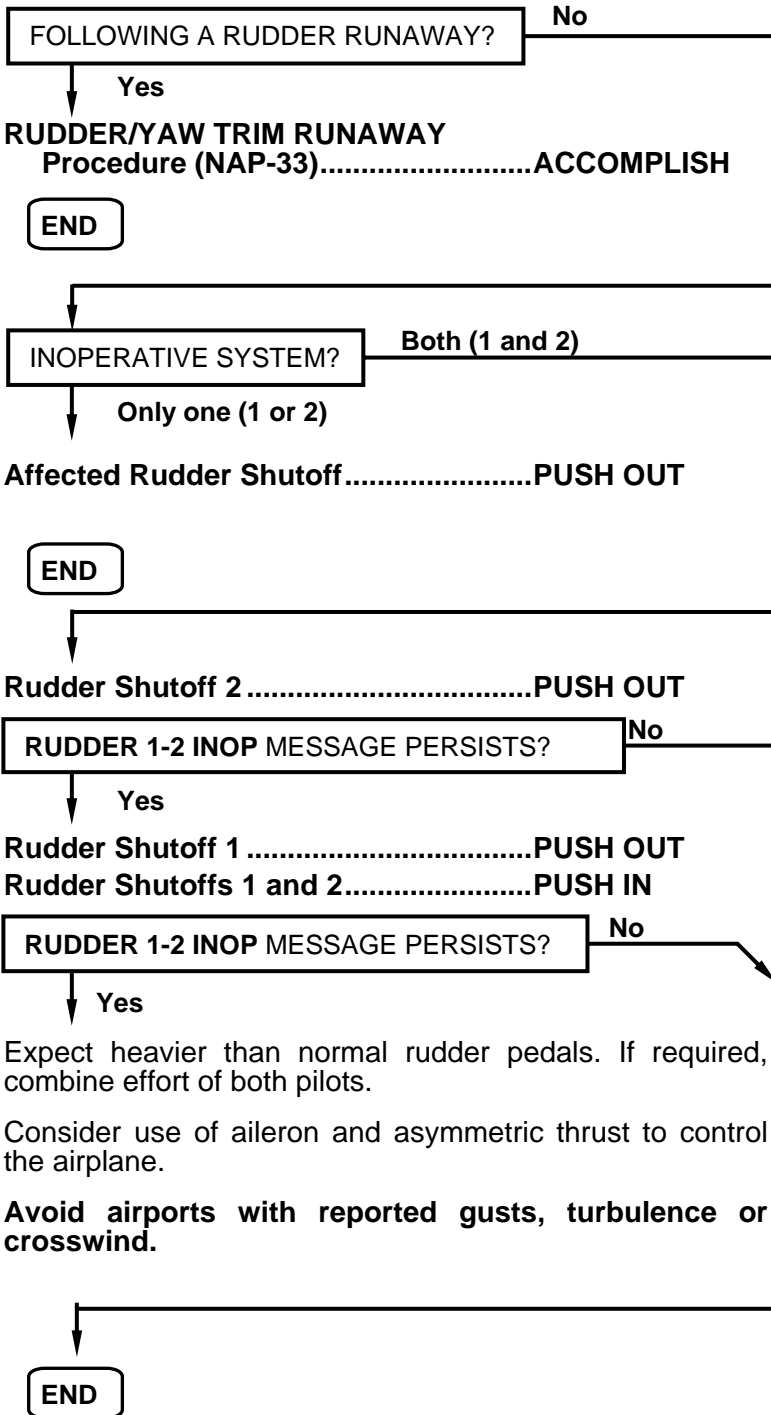 No
FOLLOWING A RUDDER RUNAWAY?
Yes
RUDDER/YAW TRIM RUNAWAY
Procedure (NAP-33)..........................ACCOMPLISH
END
Both (1 and 2)
INOPERATIVE SYSTEM?
Only one (1 or 2)
Affected Rudder Shutoff.......................PUSH OUT
END
Rudder Shutoff 2...................................PUSH OUT
No
RUDDER 1-2 INOP MESSAGE PERSISTS?
Yes
Rudder Shutoff 1...................................PUSH OUT
Rudder Shutoffs 1 and 2.......................PUSH IN
No
RUDDER 1-2 INOP MESSAGE PERSISTS?
Yes
Expect heavier than normal rudder pedals. If required,
combine effort of both pilots.
Consider use of aileron and asymmetric thrust to control
the airplane.
Avoid airports with reported gusts, turbulence or
crosswind.
END